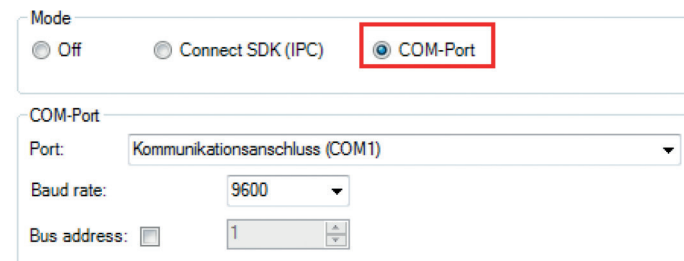 Mode
Off Connect SDK (IPC) COM-Port
COM-Port
Port: Kommunikationsanschluss (COM1)
Baud rate: 9600
Bus address: 1